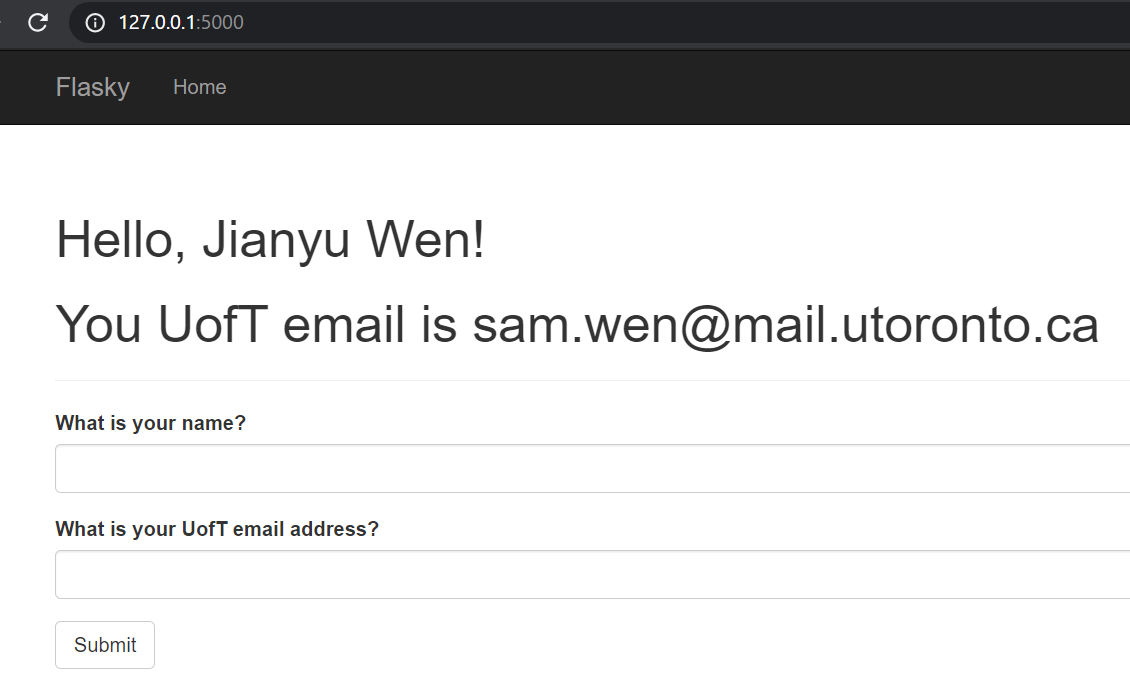 127.0.0.1:5000
Flasky Home
Hello, Jianyu Wen!
You UofT email is sam.wen@mail.utoronto.ca
What is your name?
What is your UofT email address?
Submit